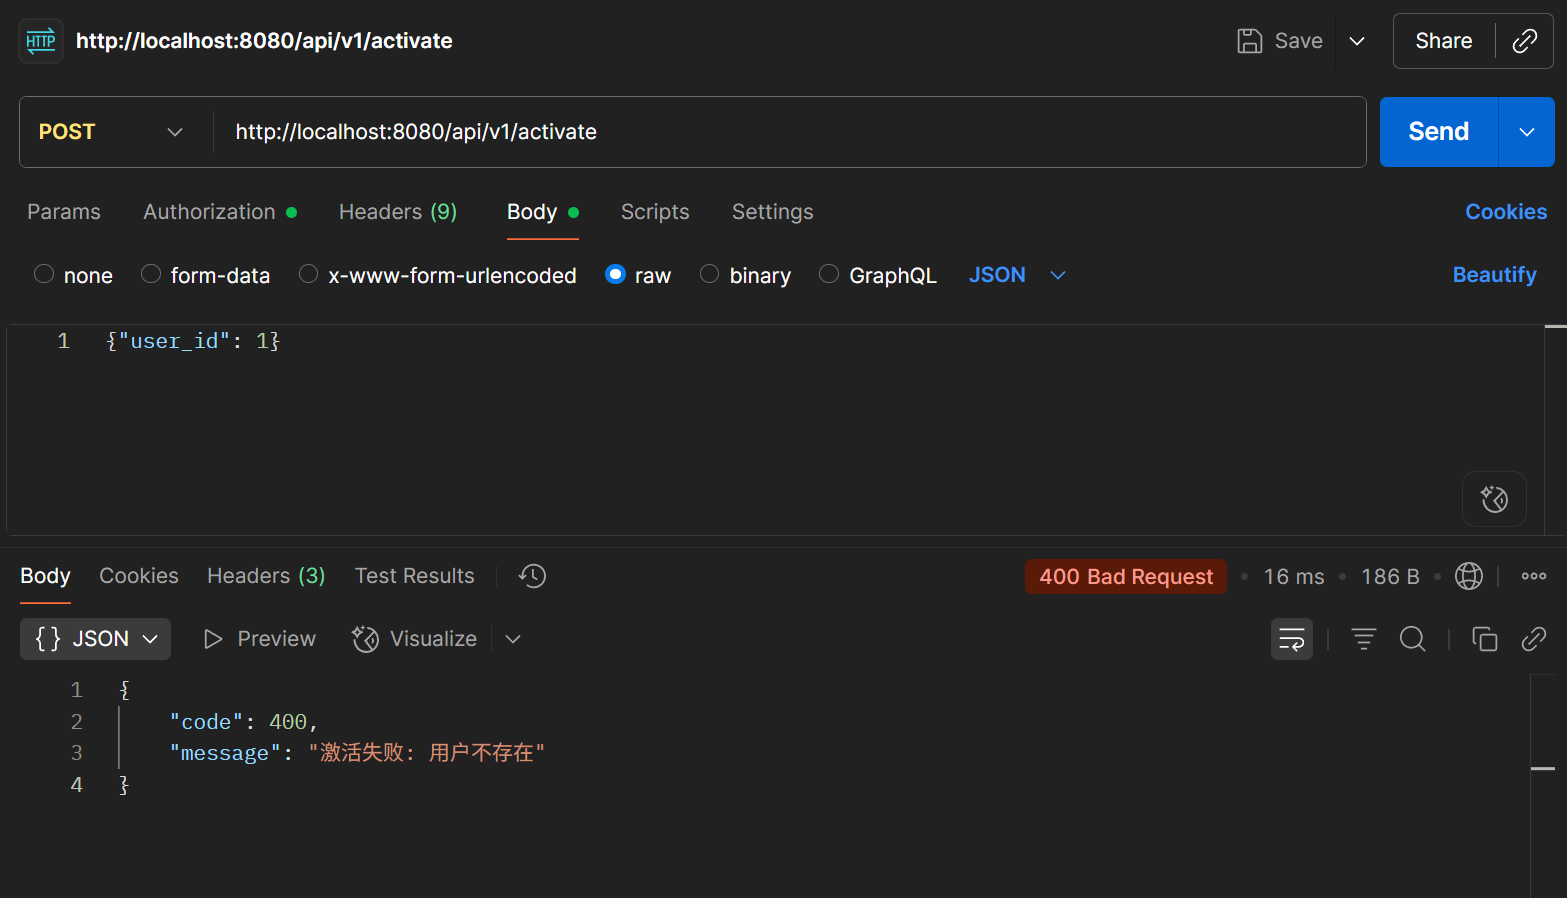 HTTP http://localhost:8080/api/v1/activate Save Share
POST http://localhost:8080/api/v1/activate Send
Params Authorization Headers (9) Body Scripts Settings Cookies
none form-data x-www-form-urlencoded raw binary GraphQL JSON Beautify
1 {"user_id": 1}
Body Cookies Headers (3) Test Results 400 Bad Request 16 ms 186 B
{} JSON Preview Visualize
1 {
2 "code": 400,
3 "message": "激活失败: 用户不存在"
4 }